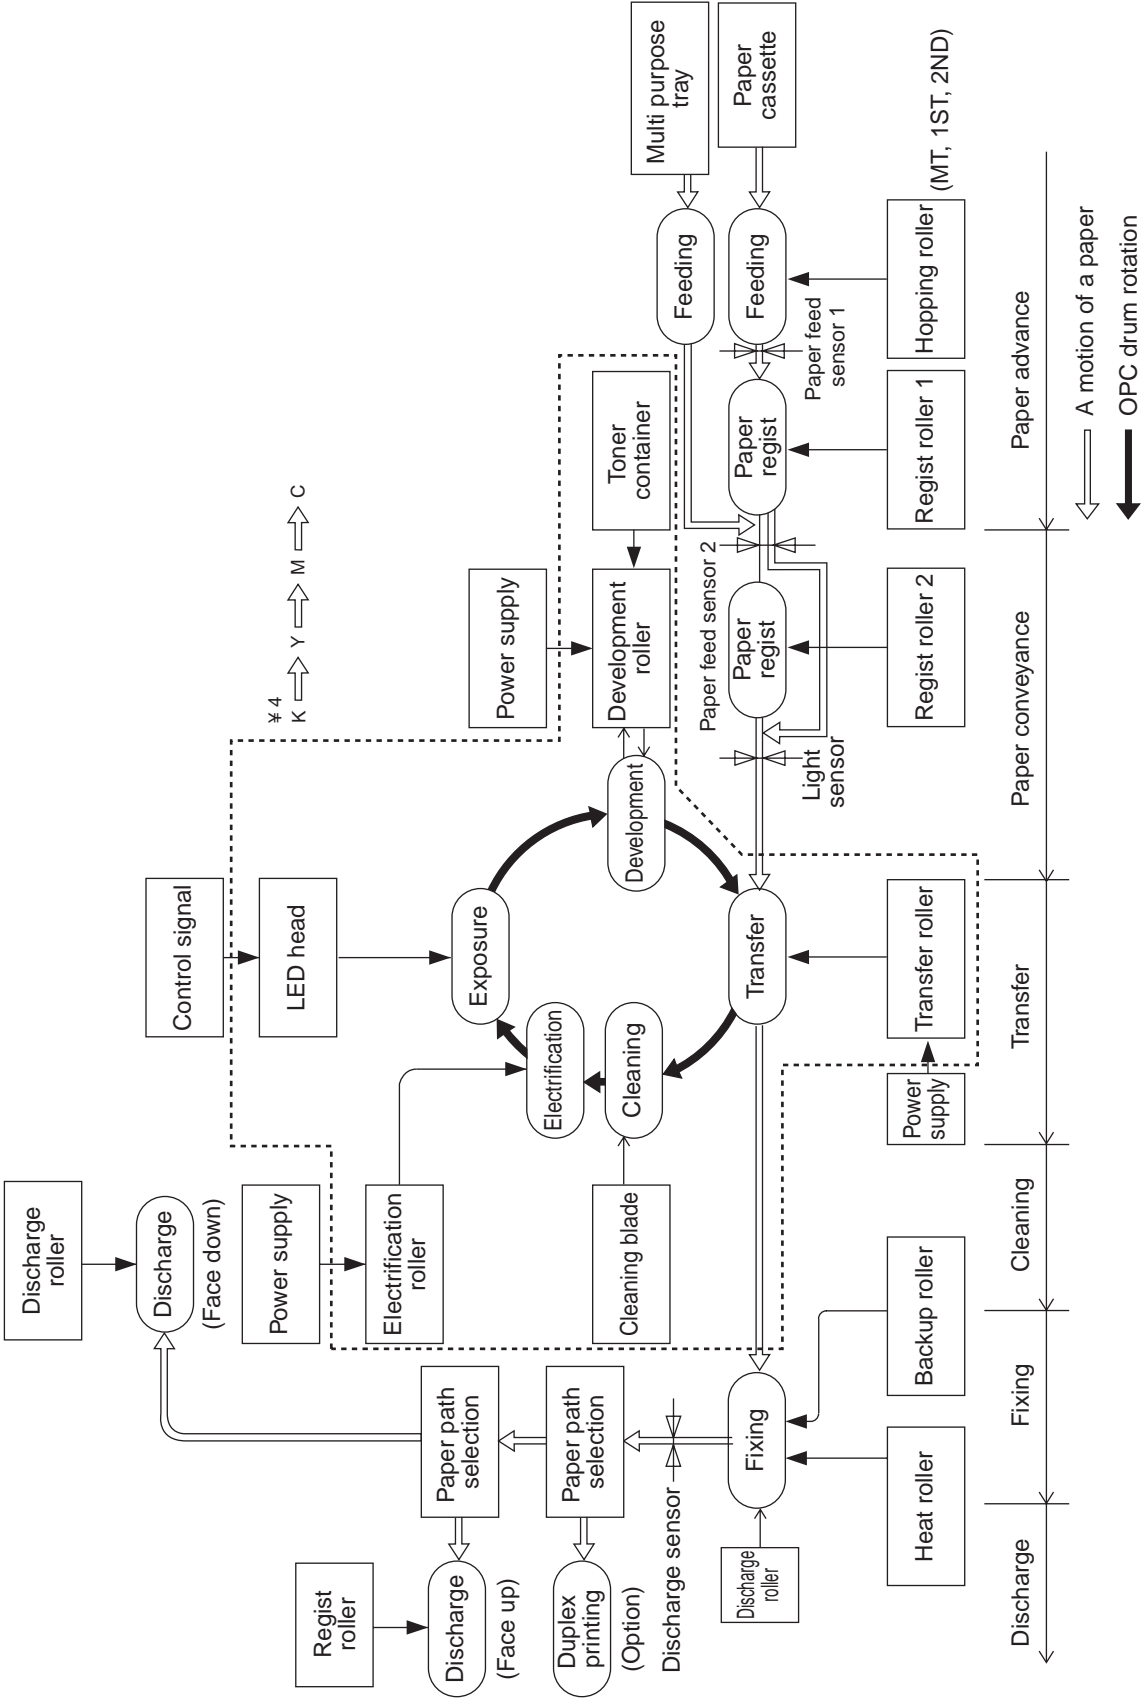 Discharge
roller
Discharge
(Face down)
Control signal
LED head
Power supply
Electrification
roller
¥ 4
K
Y
M
C
Regist
roller
Discharge
(Face up)
Paper path
selection
Duplex
printing
(Option)
Paper path
selection
Discharge sensor
Exposure
Electrification
Cleaning
Cleaning blade
Development
Power supply
Development
roller
Toner
container
Multi purpose
tray
Feeding
Paper
cassette
Feeding
Paper feed
sensor 1
Paper
regist
Paper feed sensor 2
Paper
regist
Light
sensor
Transfer
Fixing
Discharge
roller
Heat roller
Backup roller
Power
supply
Transfer roller
Regist roller 2
Regist roller 1
Hopping roller
(MT, 1ST, 2ND)
Discharge
Fixing
Cleaning
Transfer
Paper conveyance
Paper advance
A motion of a paper
OPC drum rotation